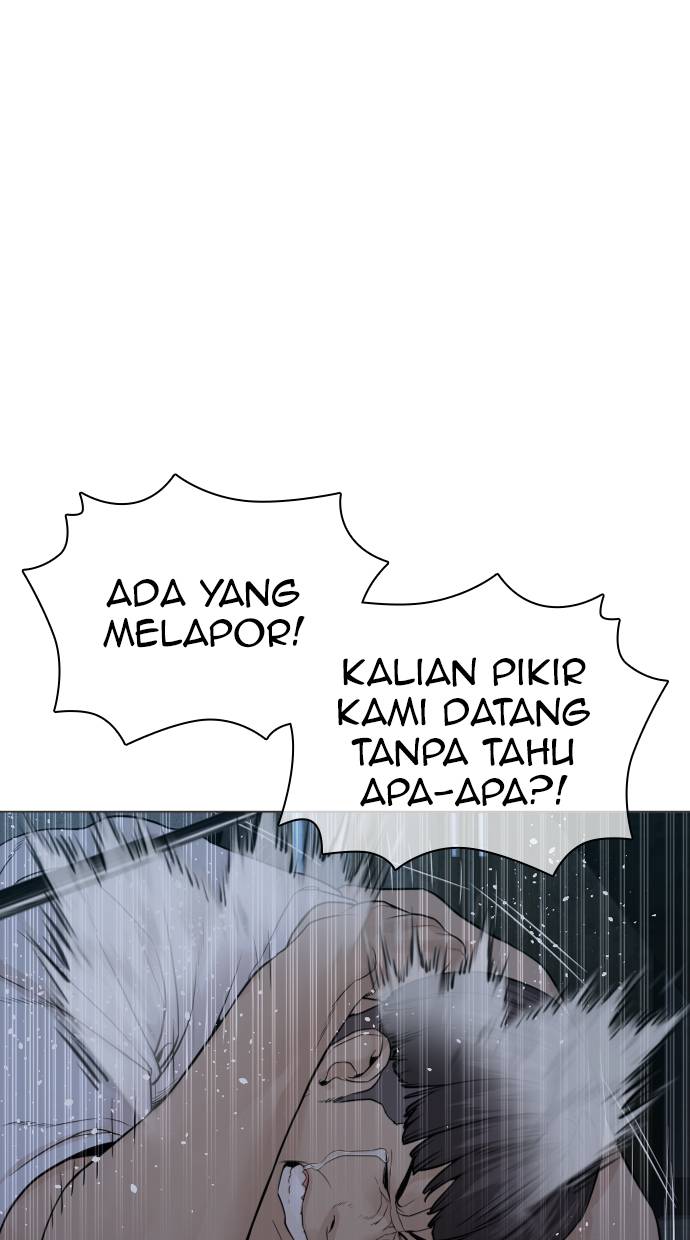 ADA YANG
MELAPOR!
KALIAN PIKIR
KAMI DATANG
TANPA TAHU
APA-APA?!